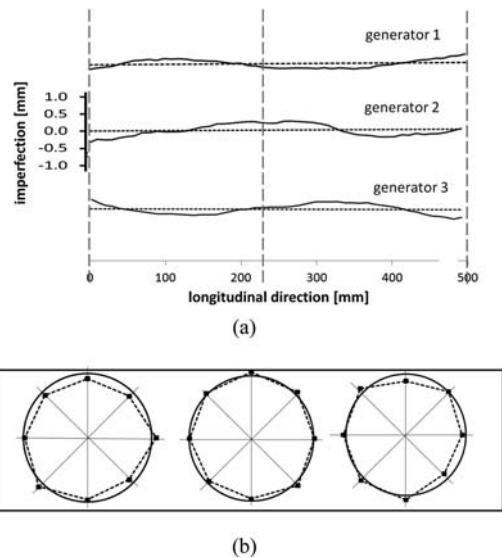 generator 1
imperfection [mm]
1.0
0.5
0.0
-0.5
-1.0
generator 2
generator 3
0 100 200 300 400 500
longitudinal direction [mm]
(a)
(b)